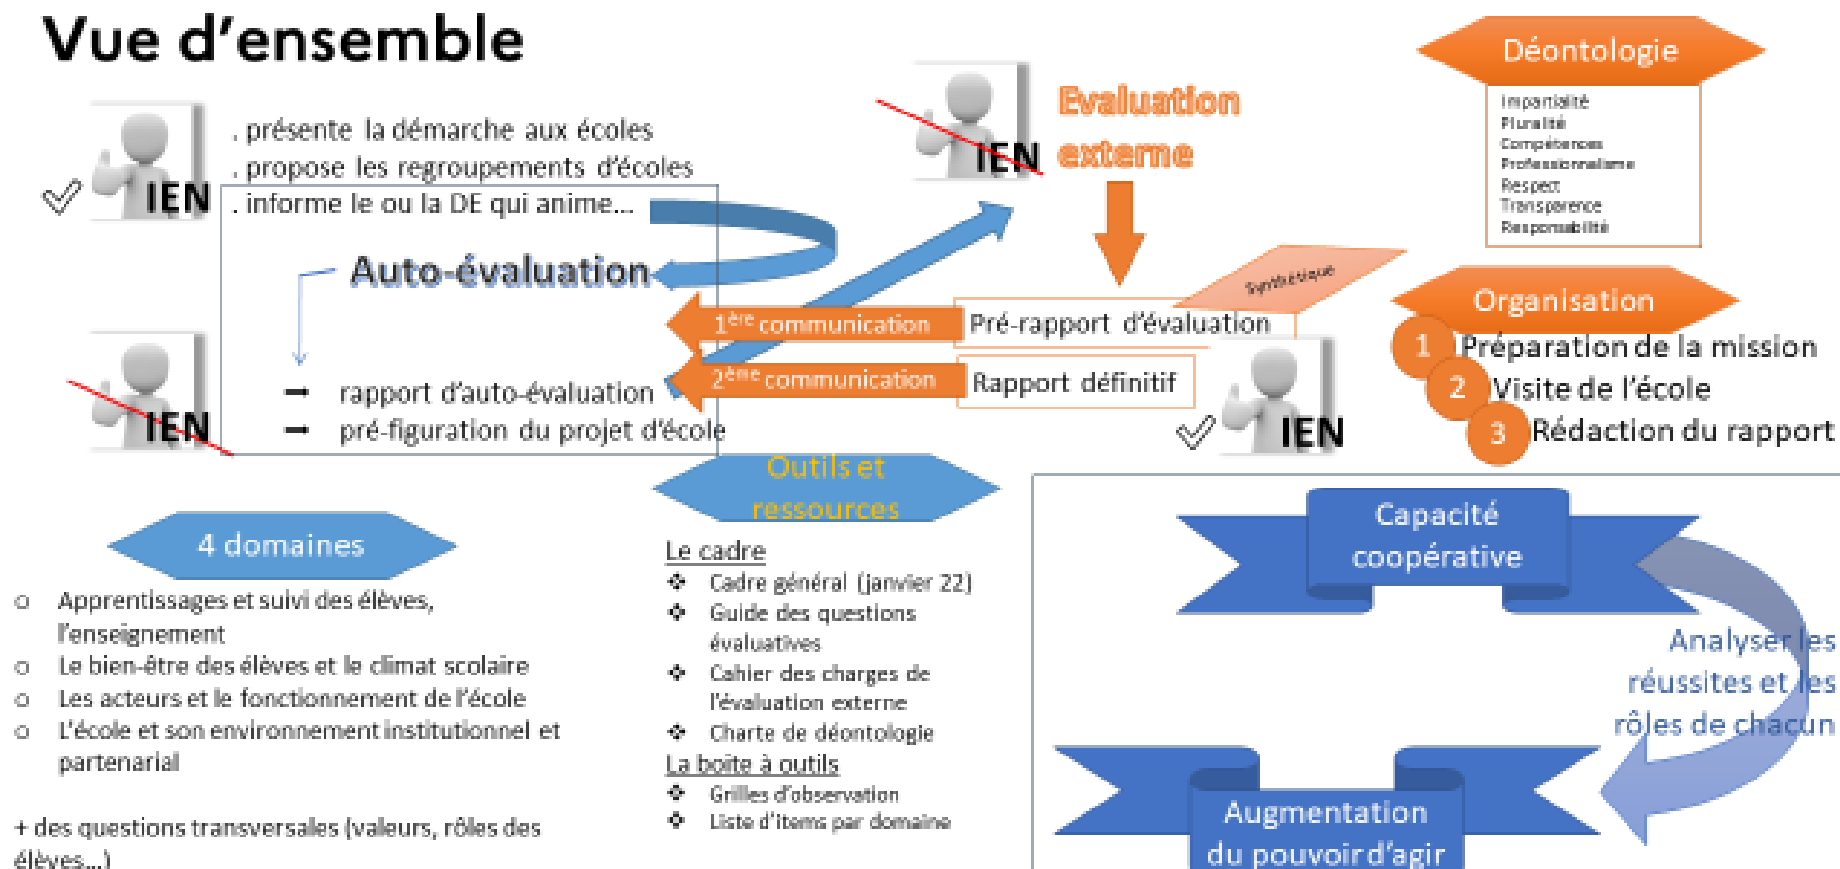 Vue d'ensemble
IEN
. présente la démarche aux écoles
. propose les regroupements d'écoles
. informe le ou la DE qui anime...
Auto-évaluation
IEN
➞ rapport d'auto-évaluation
➞ pré-figuration du projet d'école
IEN
Evaluation
externe
1ère communication
Pré-rapport d'évaluation
Synthétique
2ème communication
Rapport définitif
IEN
Déontologie
Impartialité
Pluralité
Compétences
Professionnalisme
Respect
Transparence
Responsabilité
Organisation
1 Préparation de la mission
2 Visite de l'école
3 Rédaction du rapport
4 domaines
o Apprentissages et suivi des élèves,
l'enseignement
o Le bien-être des élèves et le climat scolaire
o Les acteurs et le fonctionnement de l'école
o L'école et son environnement institutionnel et
partenarial
+ des questions transversales (valeurs, rôles des
élèves...)
Outils et
ressources
Le cadre
❖ Cadre général (janvier 22)
❖ Guide des questions
évaluatives
❖ Cahier des charges de
l'évaluation externe
❖ Charte de déontologie
La boite à outils
❖ Grilles d'observation
❖ Liste d'items par domaine
Capacité
coopérative
Analyser les
réussites et les
rôles de chacun
Augmentation
du pouvoir d'agir